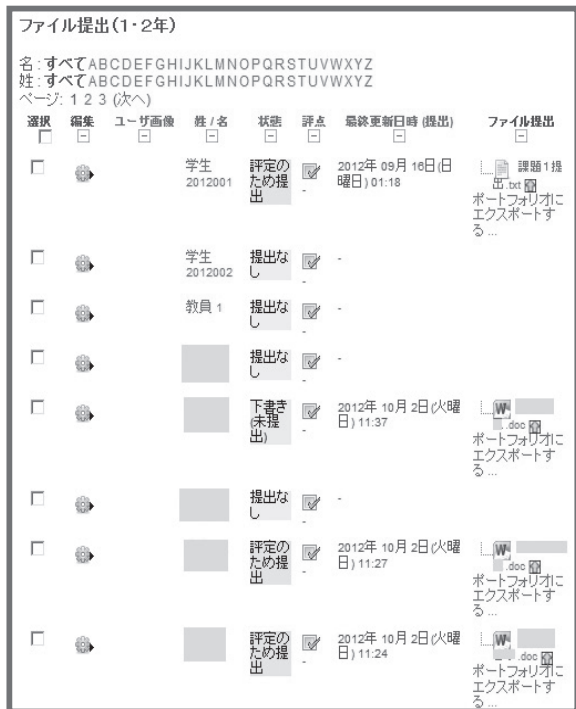 ファイル提出(1・2年)
名:すべてABCDEFGHIJKLMNOPQRSTUVWXYZ
姓:すべてABCDEFGHIJKLMNOPQRSTUVWXYZ
ページ: 1 2 3 (次へ)
選択 編集 ユーザ画像 姓 / 名 状態 評点 最終更新日時 (提出) ファイル提出
学生 評定の 2012年 09月 16日(日 課題1提
2012001 ため提 曜日) 01:18 出.txt
出 - ポートフォリオに
エクスポートす
る ...
学生 提出な -
2012002 し -
教員 1 提出な -
し -
提出な -
し -
下書き 2012年 10月 2日(火曜
(未提 日) 11:37 .doc
出) - ポートフォリオに
エクスポートす
る ...
提出な -
し -
評定の 2012年 10月 2日(火曜
ため提 日) 11:27 .doc
出 - ポートフォリオに
エクスポートす
る ...
評定の 2012年 10月 2日(火曜
ため提 日) 11:24 .doc
出 - ポートフォリオに
エクスポートす
る ...